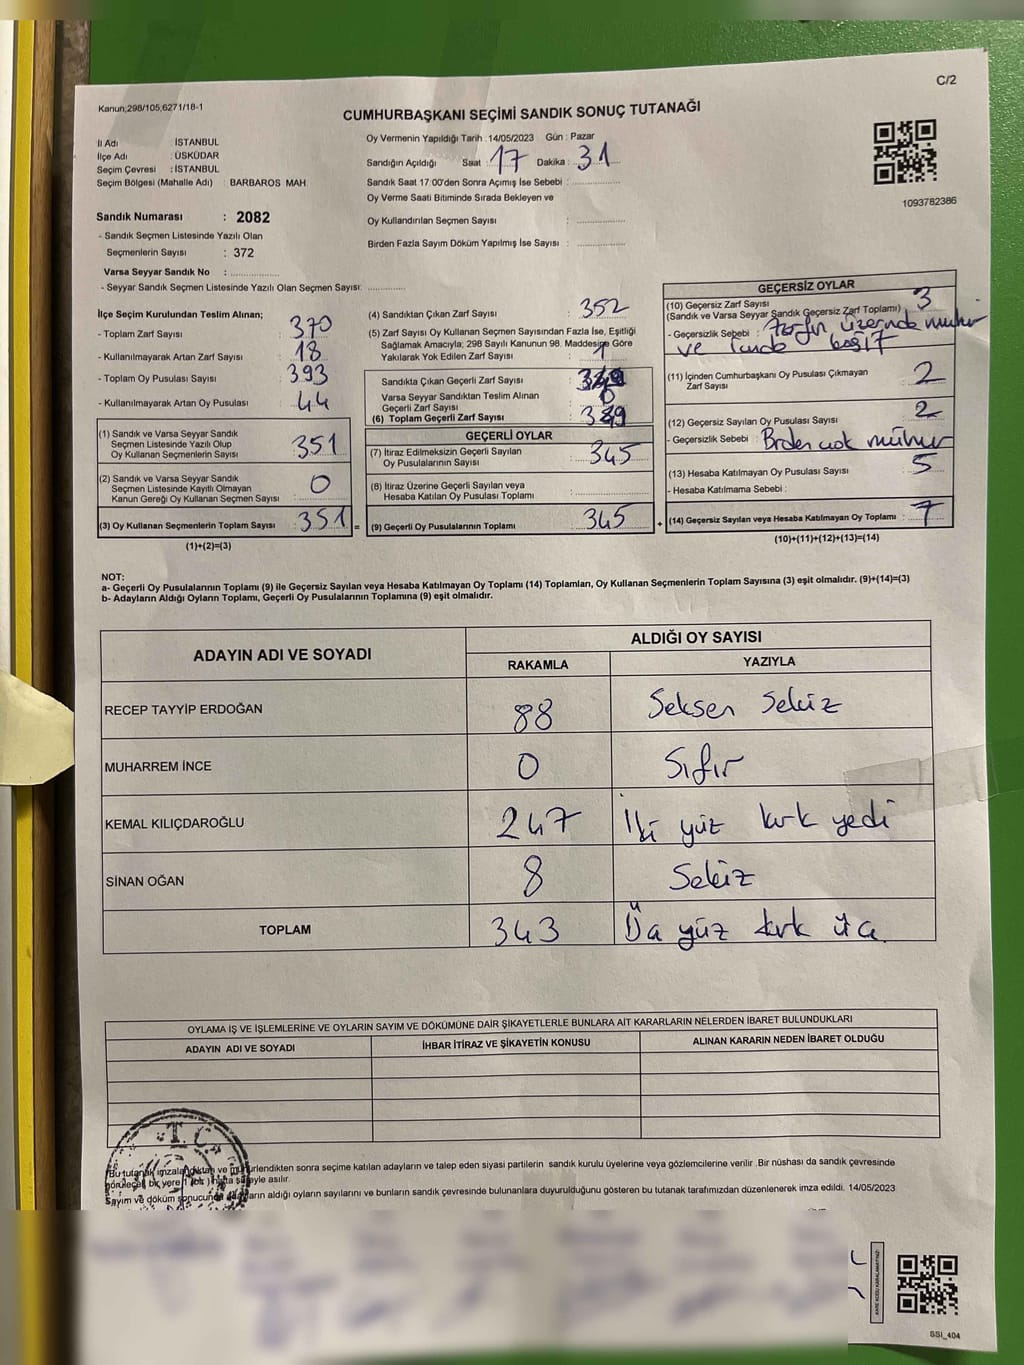 C/2
Kanun,298/105,6271/18-1
CUMHURBAŞKANI SEÇİMİ SANDIK SONUÇ TUTANAĞI
İl Adı : İSTANBUL
İlçe Adı : ÜSKÜDAR
Seçim Çevresi : İSTANBUL
Seçim Bölgesi (Mahalle Adı) : BARBAROS MAH.
Sandık Numarası : 2082
- Sandık Seçmen Listesinde Yazılı Olan
Seçmenlerin Sayısı : 372
Varsa Seyyar Sandık No :
- Seyyar Sandık Seçmen Listesinde Yazılı Olan Seçmen Sayısı:
Oy Vermenin Yapıldığı Tarih : 14/05/2023 Gün : Pazar
Sandığın Açıldığı Saat : 17 Dakika : 31
Sandık Saat 17:00'den Sonra Açımış İse Sebebi :
Oy Verme Saati Bitiminde Sırada Bekleyen ve
Oy Kullandırılan Seçmen Sayısı :
Birden Fazla Sayım Döküm Yapılmış İse Sayısı :
1093782386
İlçe Seçim Kurulundan Teslim Alınan;
- Toplam Zarf Sayısı : 370
- Kullanılmayarak Artan Zarf Sayısı : 18
- Toplam Oy Pusulası Sayısı : 393
- Kullanılmayarak Artan Oy Pusulası : 44
(1) Sandık ve Varsa Seyyar Sandık
Seçmen Listesinde Yazılı Olup
Oy Kullanan Seçmenlerin Sayısı : 351
(2) Sandık ve Varsa Seyyar Sandık
Seçmen Listesinde Kayıtlı Olmayan
Kanun Gereği Oy Kullanan Seçmen Sayısı : 0
(3) Oy Kullanan Seçmenlerin Toplam Sayısı : 351 =
(1)+(2)=(3)
(4) Sandıktan Çıkan Zarf Sayısı : 352
(5) Zarf Sayısı Oy Kullanan Seçmen Sayısından Fazla İse, Eşitliği
Sağlamak Amacıyla; 298 Sayılı Kanunun 98. Maddesine Göre
Yakılarak Yok Edilen Zarf Sayısı : 1
Sandıkta Çıkan Geçerli Zarf Sayısı :
Varsa Seyyar Sandıktan Teslim Alınan
Geçerli Zarf Sayısı : 0
(6) Toplam Geçerli Zarf Sayısı :
GEÇERLİ OYLAR
(7) İtiraz Edilmeksizin Geçerli Sayılan
Oy Pusulalarının Sayısı : 345
(8) İtiraz Üzerine Geçerli Sayılan veya
Hesaba Katılan Oy Pusulası Toplamı :
(9) Geçerli Oy Pusulalarının Toplamı : 345 +
GEÇERSİZ OYLAR
(10) Geçersiz Zarf Sayısı 3
(Sandık ve Varsa Seyyar Sandık Geçersiz Zarf Toplamı)
- Geçersizlik Sebebi : üzerinde mühür
ve
(11) İçinden Cumhurbaşkanı Oy Pusulası Çıkmayan
Zarf Sayısı 2
(12) Geçersiz Sayılan Oy Pusulası Sayısı 2
- Geçersizlik Sebebi : mühür
(13) Hesaba Katılmayan Oy Pusulası Sayısı 5
- Hesaba Katılmama Sebebi :
(14) Geçersiz Sayılan veya Hesaba Katılmayan Oy Toplamı : 7
(10)+(11)+(12)+(13)=(14)
NOT:
a- Geçerli Oy Pusulalarının Toplamı (9) ile Geçersiz Sayılan veya Hesaba Katılmayan Oy Toplamı (14) Toplamları, Oy Kullanan Seçmenlerin Toplam Sayısına (3) eşit olmalıdır. (9)+(14)=(3)
b- Adayların Aldığı Oyların Toplamı, Geçerli Oy Pusulalarının Toplamına (9) eşit olmalıdır.
ADAYIN ADI VE SOYADI
ALDIĞI OY SAYISI
RAKAMLA YAZIYLA
RECEP TAYYİP ERDOĞAN 88 Seksen Sekiz
MUHARREM İNCE 0 Sıfır
KEMAL KILIÇDAROĞLU 247 İki yüz kırk yedi
SİNAN OĞAN 8 Sekiz
TOPLAM 343 Üç yüz kırk üç
OYLAMA İŞ VE İŞLEMLERİNE VE OYLARIN SAYIM VE DÖKÜMÜNE DAİR ŞİKAYETLERLE BUNLARA AİT KARARLARIN NELERDEN İBARET BULUNDUKLARI
ADAYIN ADI VE SOYADI İHBAR İTİRAZ VE ŞİKAYETİN KONUSU ALINAN KARARIN NEDEN İBARET OLDUĞU
T.C.
Bu tutanak imzalandıktan ve mühürlendikten sonra seçime katılan adayların ve talep eden siyasi partilerin sandık kurulu üyelerine veya gözlemcilerine verilir. Bir nüshası da sandık çevresinde
görülecek bir yere 1 (bir) hafta süreyle asılır.
Sayım ve döküm sonucunda adayların aldığı oyların sayılarını ve bunların sandık çevresinde bulunanlara duyurulduğunu gösteren bu tutanak tarafımızdan düzenlenerek imza edildi. 14/05/2023
SSI_404